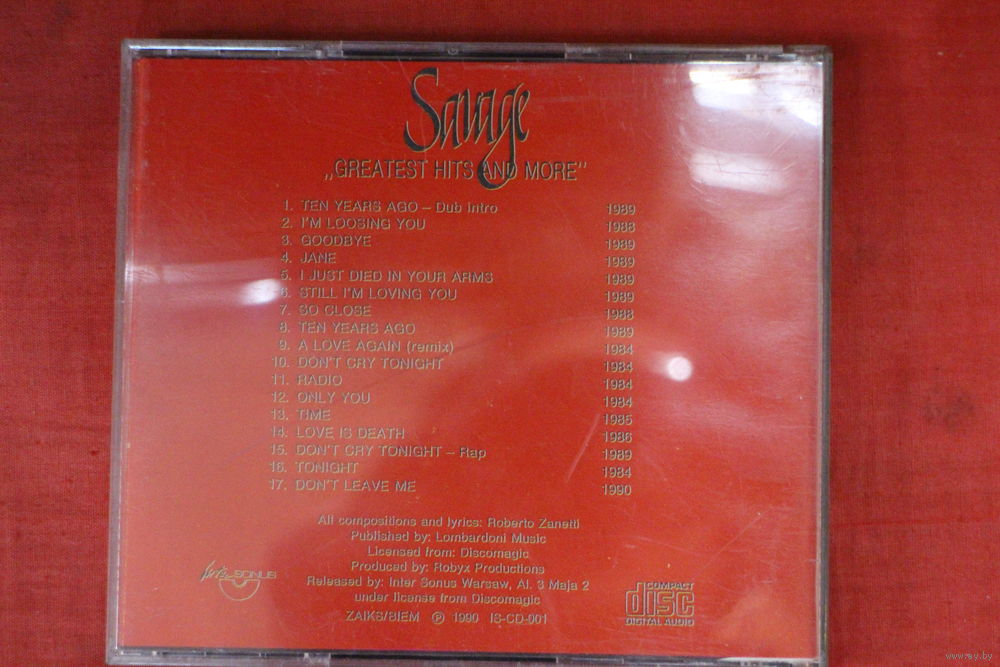 Savage
„GREATEST HITS AND MORE"
1. TEN YEARS AGO – Dub intro 1989
2. I'M LOOSING YOU 1988
3. GOODBYE 1989
4. JANE 1989
5. I JUST DIED IN YOUR ARMS 1989
6. STILL I'M LOVING YOU 1989
7. SO CLOSE 1988
8. TEN YEARS AGO 1989
9. A LOVE AGAIN (remix) 1984
10. DON'T CRY TONIGHT 1984
11. RADIO 1984
12. ONLY YOU 1984
13. TIME 1985
14. LOVE IS DEATH 1986
15. DON'T CRY TONIGHT – Rap 1989
16. TONIGHT 1984
17. DON'T LEAVE ME 1990
All compositions and lyrics: Roberto Zanetti
Published by: Lombardoni Music
Licensed from: Discomagic
Produced by: Robyx Productions
Released by: Inter Sonus Warsaw, Al. 3 Maja 2
under license from Discomagic
ZAIKS/BIEM ℗ 1990 IS-CD-001
Inter SONUS
COMPACT
disc
DIGITAL AUDIO
www.ay.by